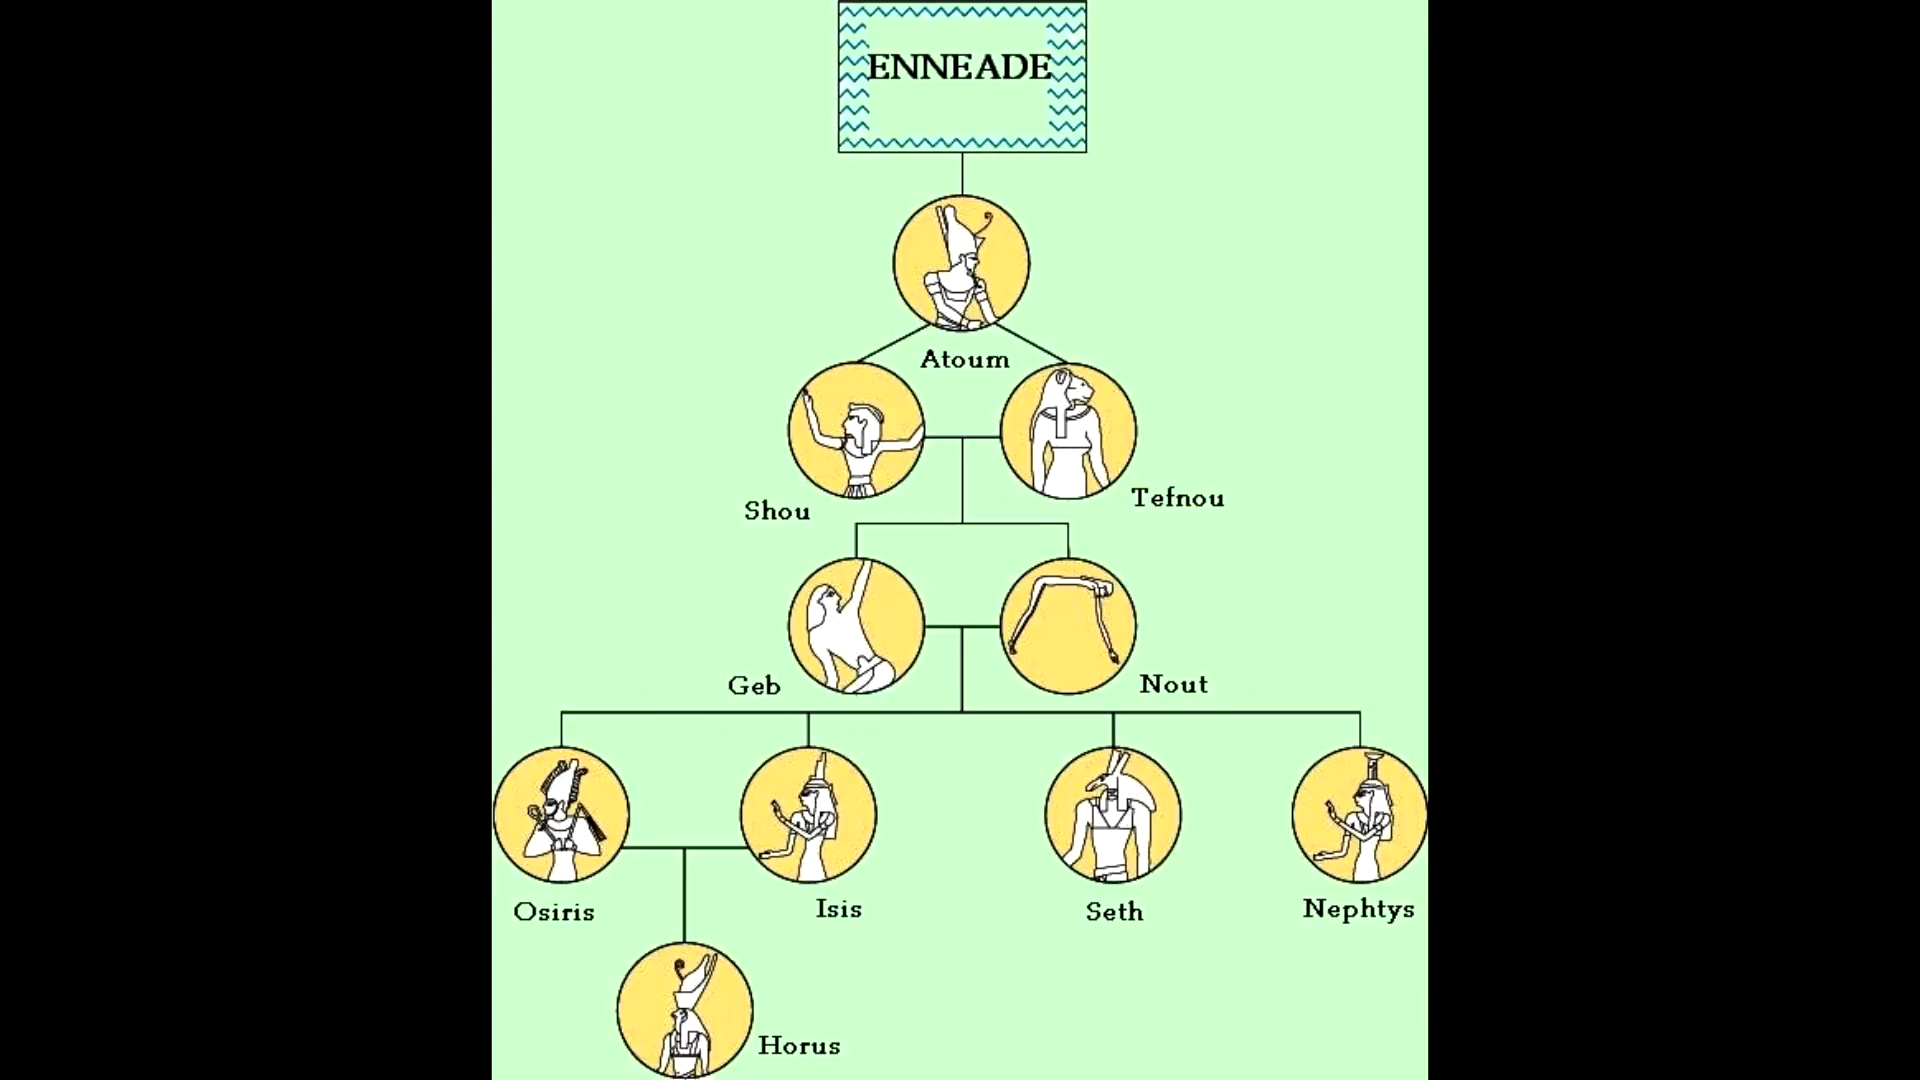 ENNEADE
Atoum
Shou
Tefnou
Geb
Nout
Osiris
Isis
Seth
Nephtys
Horus